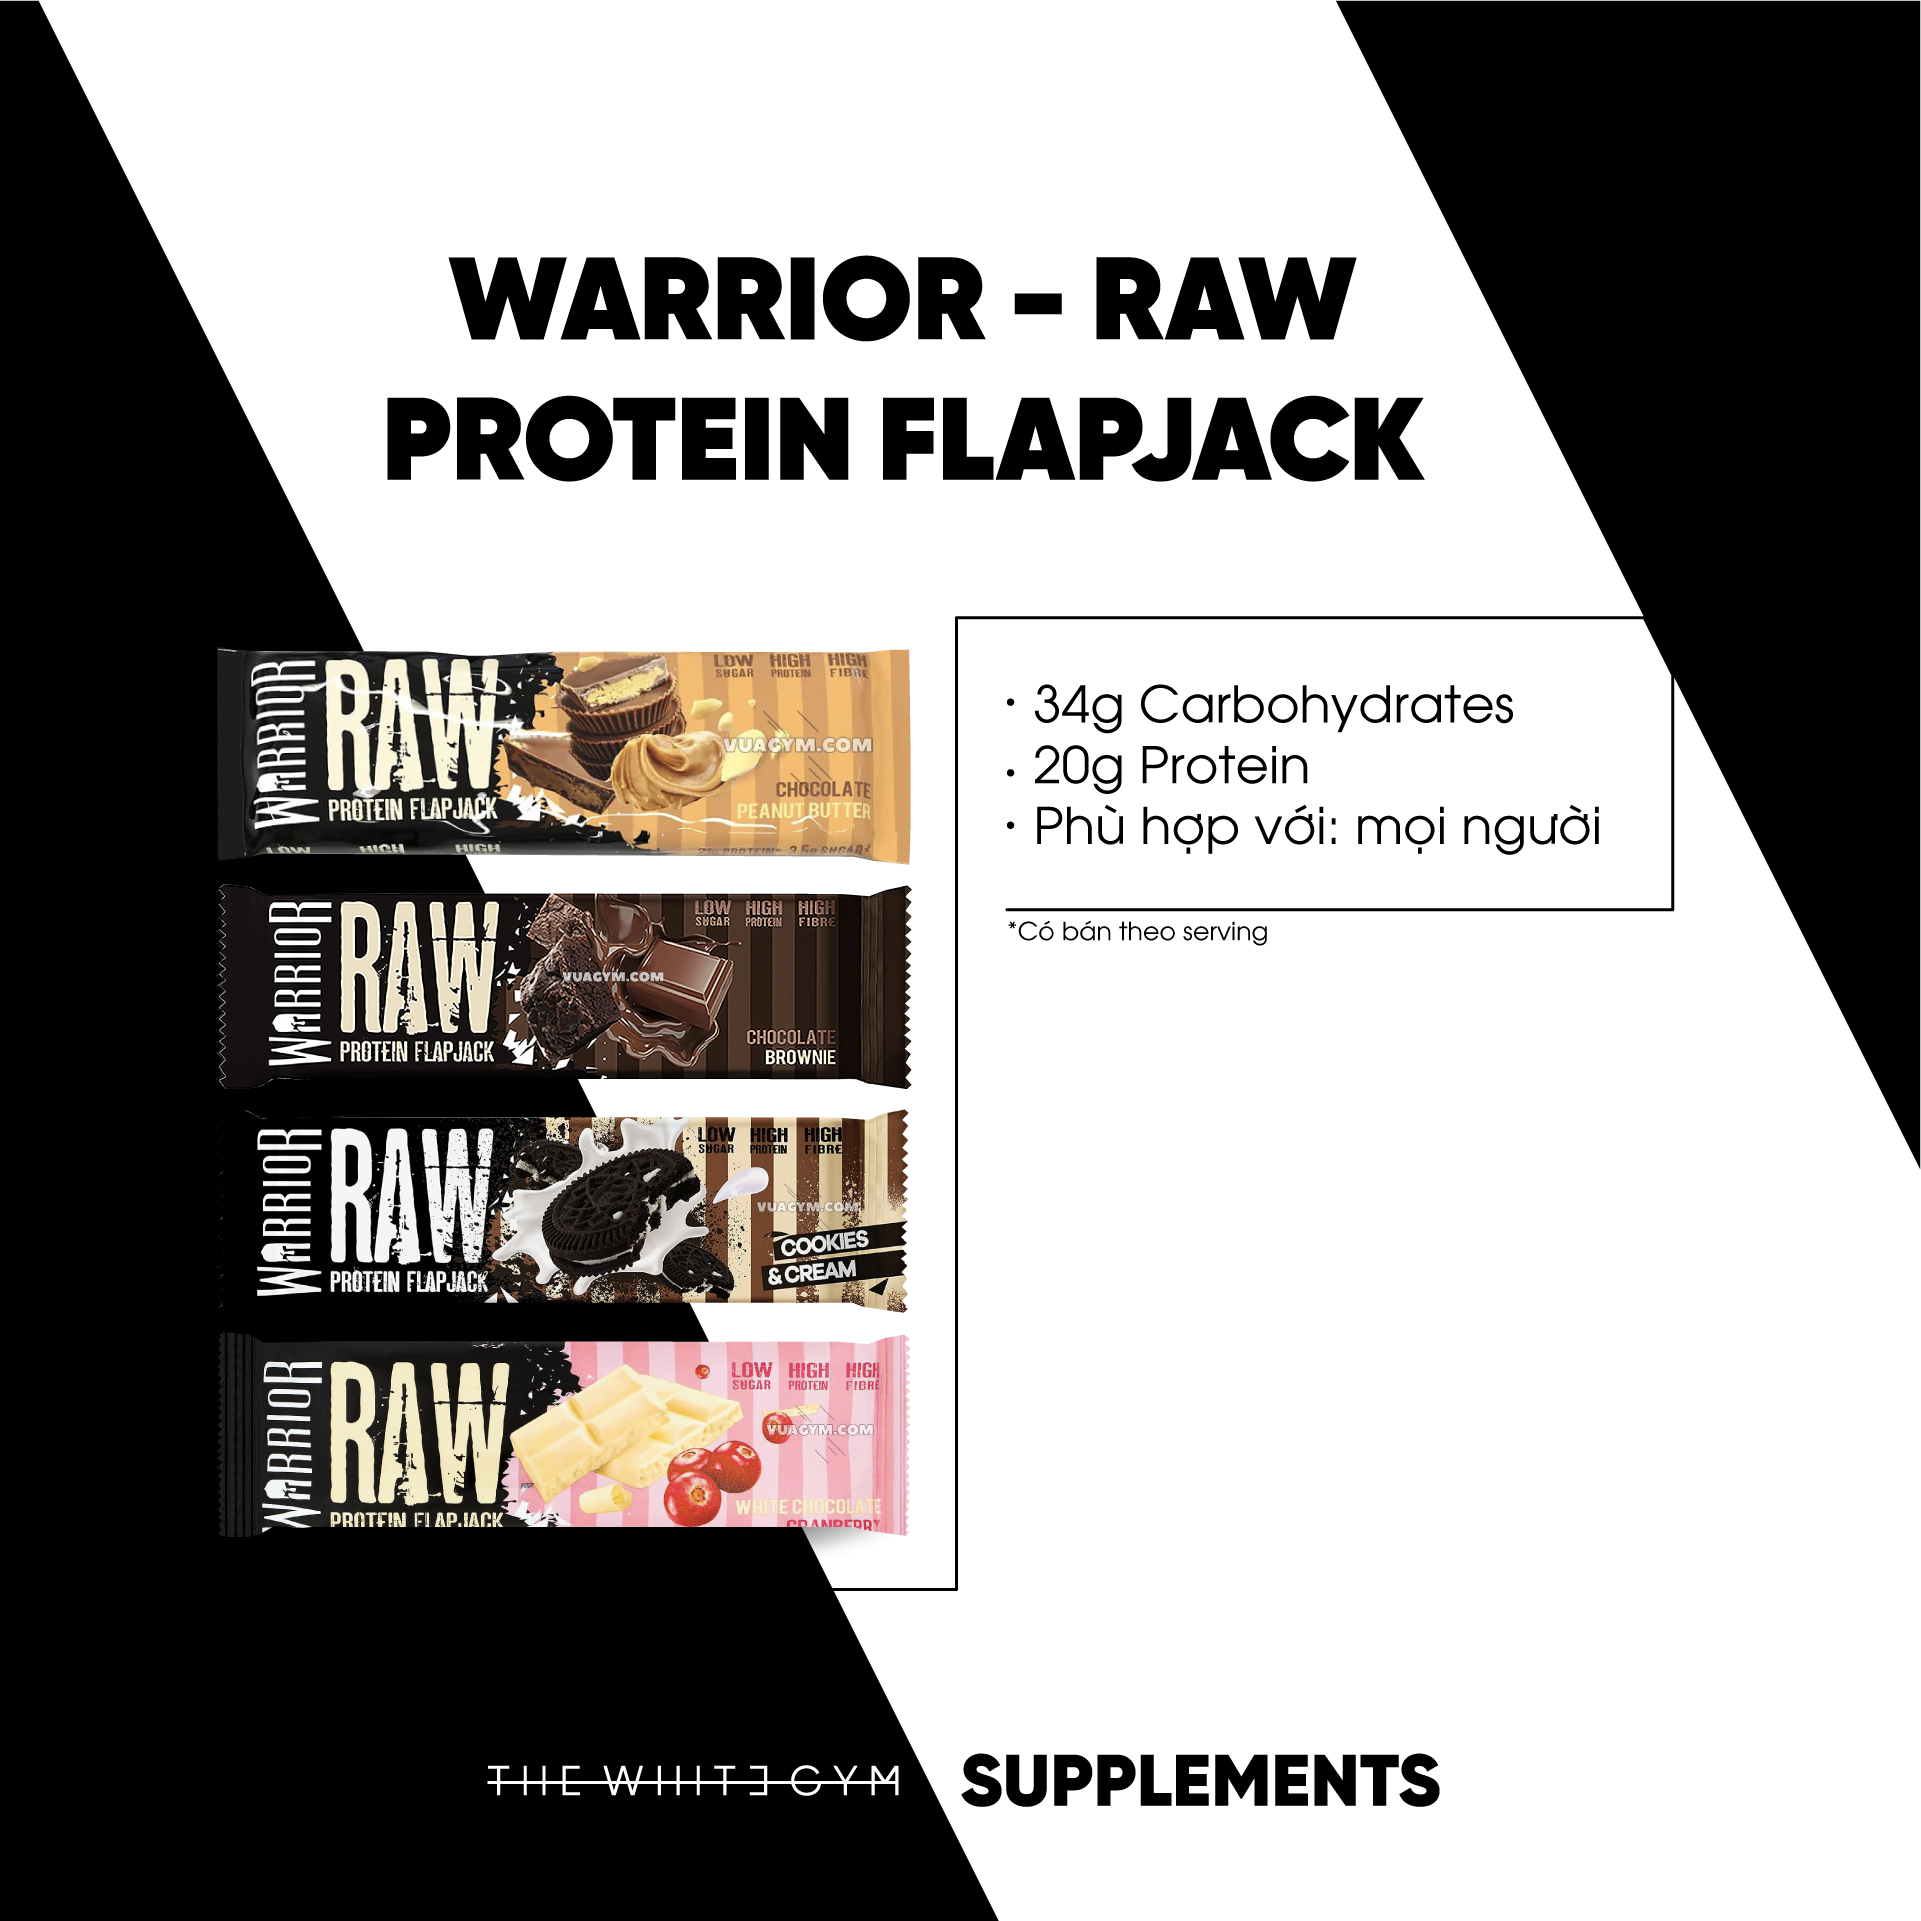 WARRIOR – RAW
PROTEIN FLAPJACK
WARRIOR
RAW
PROTEIN FLAPJACK
LOW SUGAR
HIGH PROTEIN
HIGH FIBRE
VUAGYM.COM
CHOCOLATE
PEANUT BUTTER
LOW HIGH HIGH
WARRIOR
RAW
PROTEIN FLAPJACK
LOW SUGAR
HIGH PROTEIN
HIGH FIBRE
VUAGYM.COM
CHOCOLATE
BROWNIE
WARRIOR
RAW
PROTEIN FLAPJACK
LOW SUGAR
HIGH PROTEIN
HIGH FIBRE
VUAGYM.COM
COOKIES
& CREAM
WARRIOR
RAW
PROTEIN FLAPJACK
LOW SUGAR
HIGH PROTEIN
HIGH FIBRE
VUAGYM.COM
WHITE CHOCOLATE
CRANBERRY
• 34g Carbohydrates
• 20g Protein
• Phù hợp với: mọi người
*Có bán theo serving
THE WHITE GYM
SUPPLEMENTS